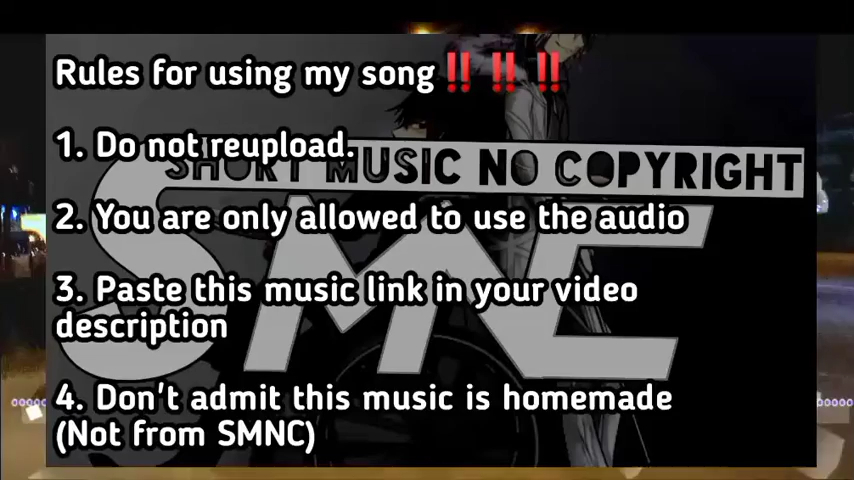 Rules for using my song‼️ ‼️ ‼️
1. Do not reupload.
SHORT MUSIC NO COPYRIGHT
2. You are only allowed to use the audio
3. Paste this music link in your video
description
SMNC
4. Don't admit this music is homemade
(Not from SMNC)